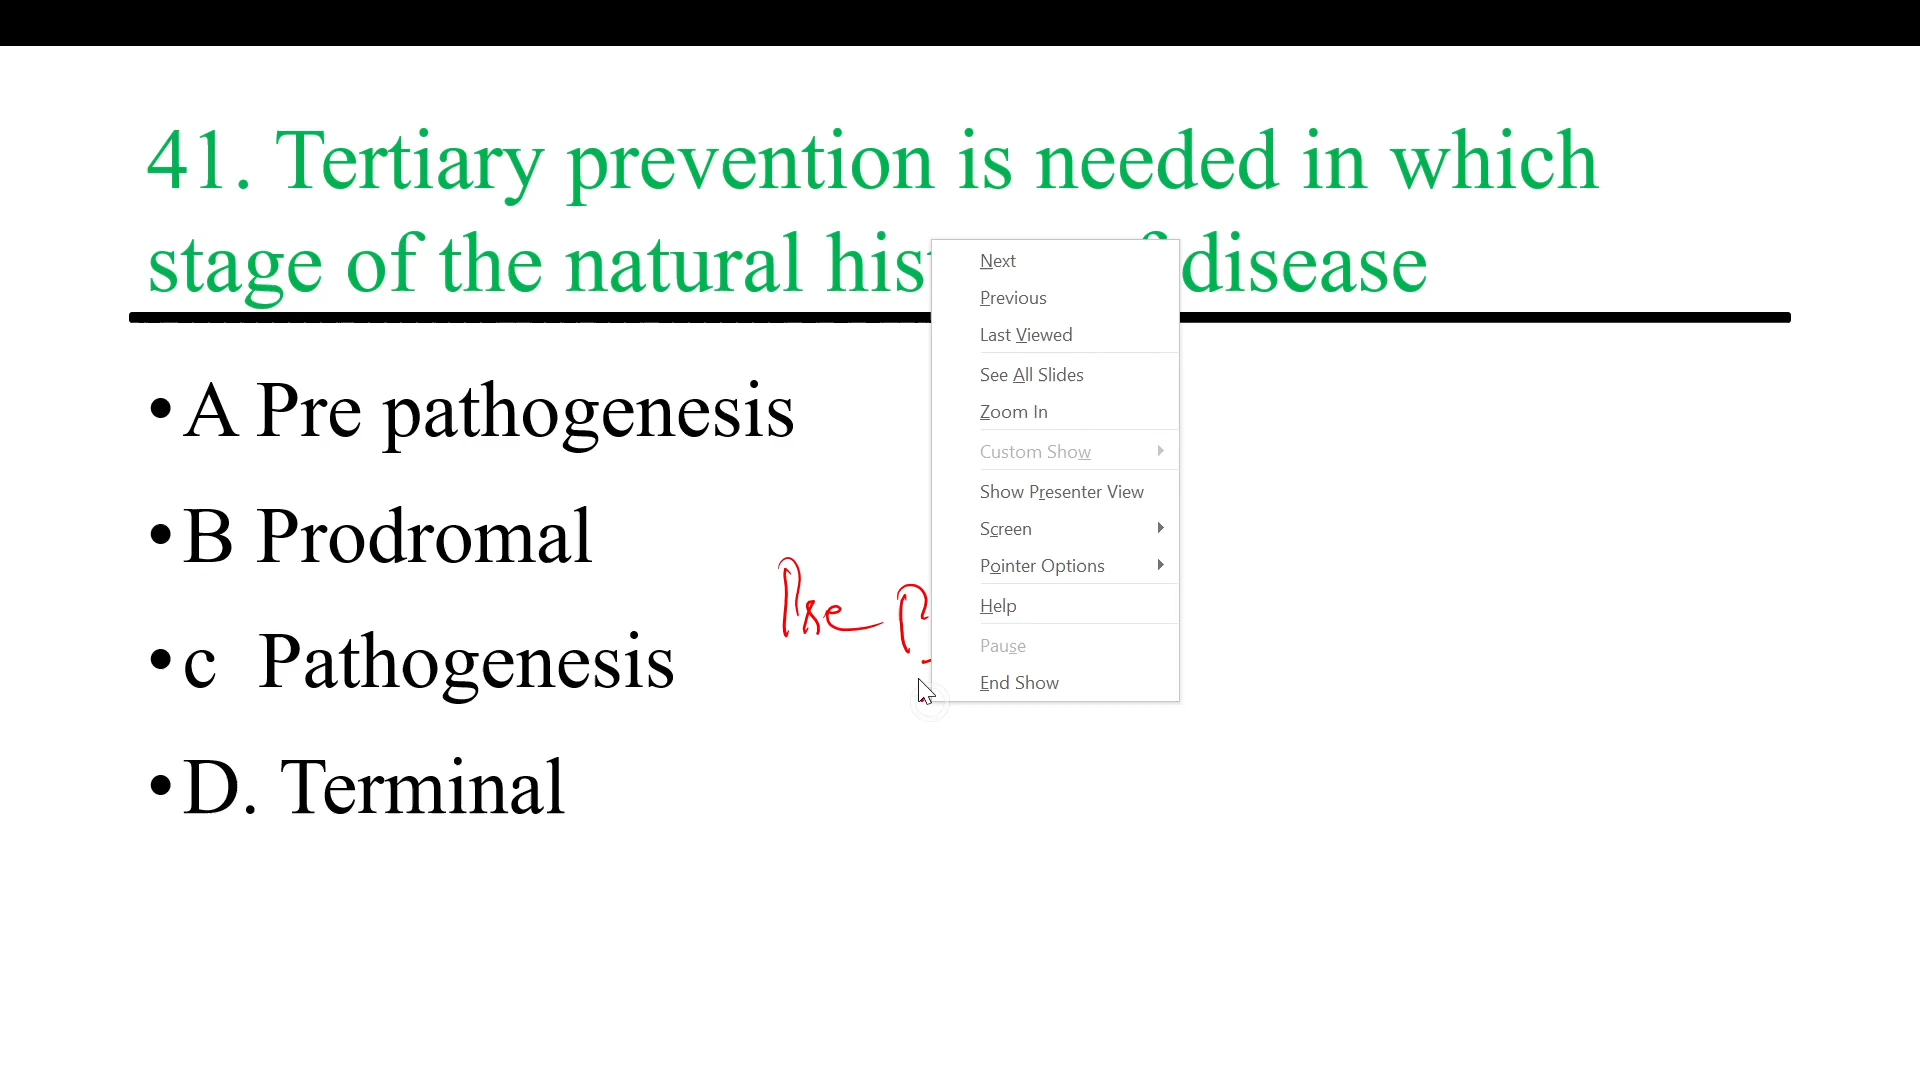 41. Tertiary prevention is needed in which
stage of the natural disease
• A Pre pathogenesis
• B Prodromal
• c Pathogenesis
• D. Terminal
Pre P
Next
Previous
Last Viewed
See All Slides
Zoom In
Custom Show
Show Presenter View
Screen
Pointer Options
Help
Pause
End Show